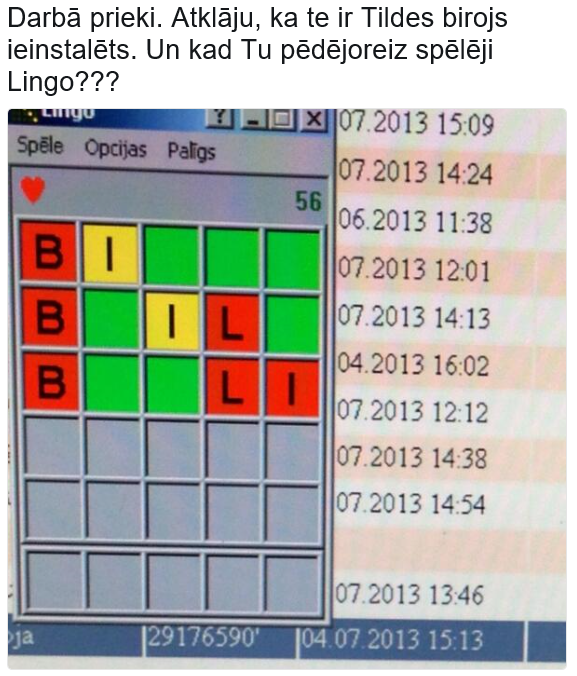 Darbā prieki. Atklāju, ka te ir Tildes birojs
ieinstalēts. Un kad Tu pēdējoreiz spēlēji
Lingo???
Lingo
07.2013 15:09
Spēle Opcijas Palīgs
07.2013 14:24
56
06.2013 11:38
B I
07.2013 12:01
B I L
07.2013 14:13
B L I
04.2013 16:02
07.2013 12:12
07.2013 14:38
07.2013 14:54
07.2013 13:46
oja 29176590' 04.07.2013 15:13